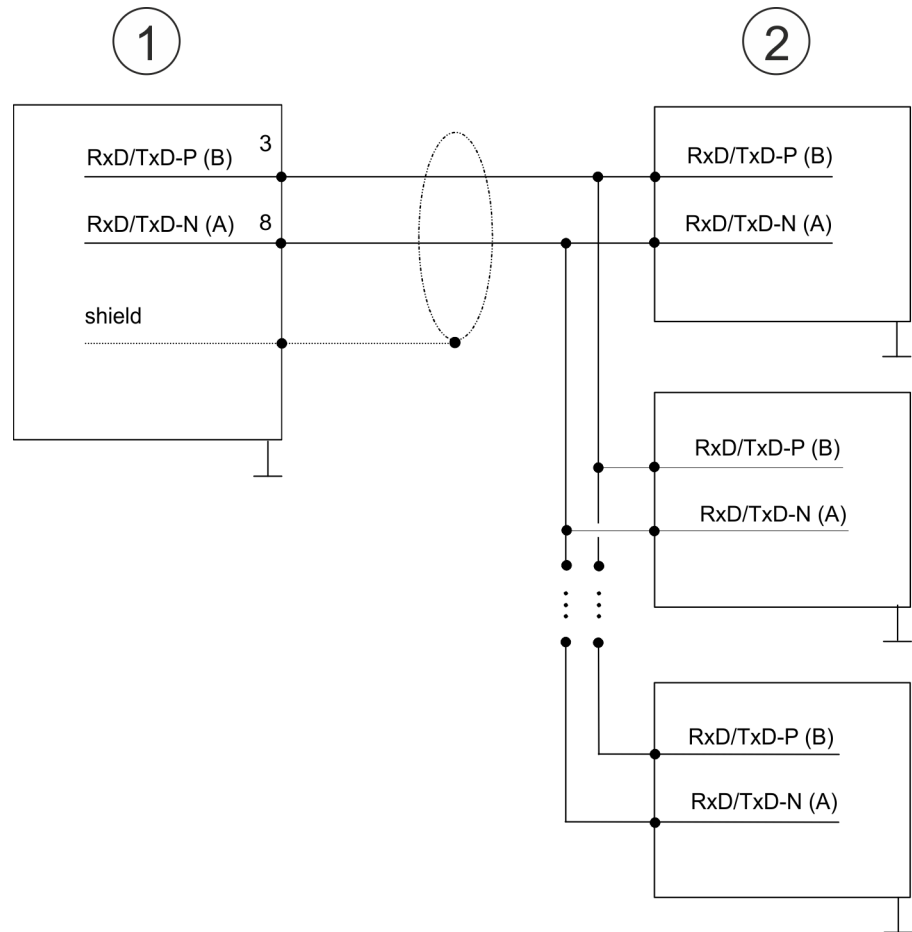 1
2
RxD/TxD-P (B)
3
RxD/TxD-N (A)
8
shield
RxD/TxD-P (B)
RxD/TxD-N (A)
RxD/TxD-P (B)
RxD/TxD-N (A)
RxD/TxD-P (B)
RxD/TxD-N (A)